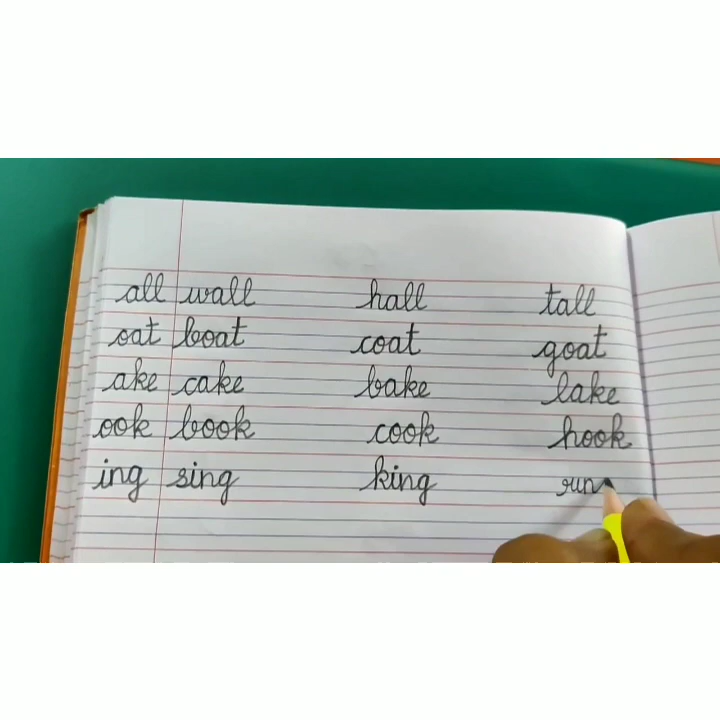 all wall hall tall
oat boat coat goat
ake cake bake lake
ook book cook hook
ing sing king